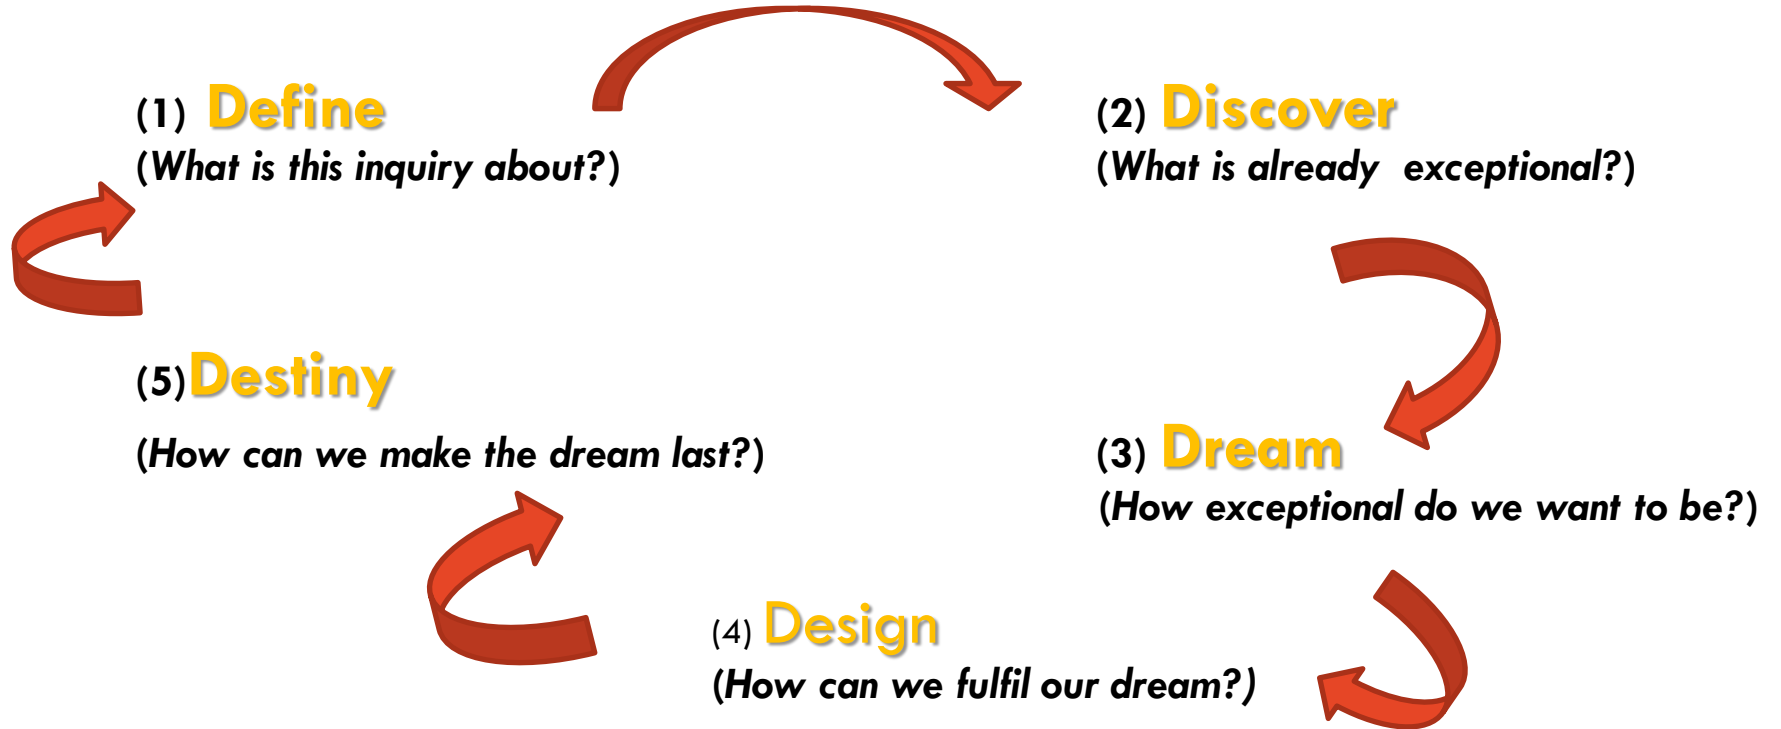 (1) Define
(What is this inquiry about?)
(2) Discover
(What is already  exceptional?)
(3) Dream
(How exceptional do we want to be?)
(4) Design
(How can we fulfil our dream?)
(5)Destiny
(How can we make the dream last?)